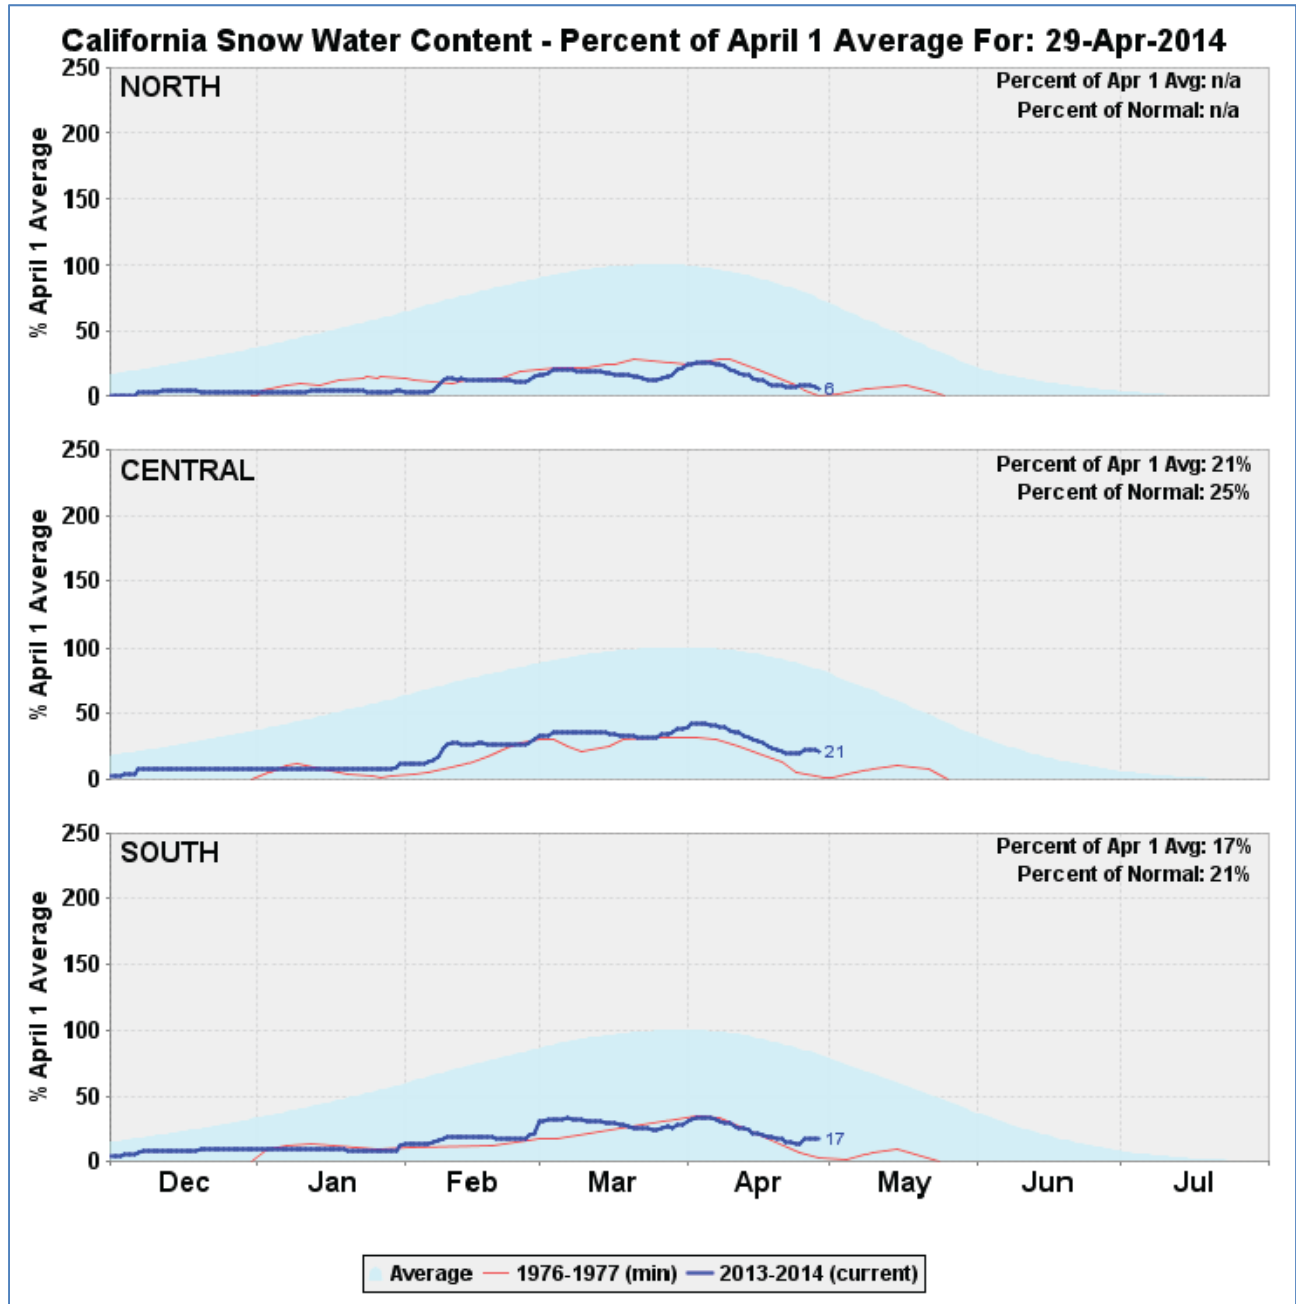 California Snow Water Content - Percent of April 1 Average For: 29-Apr-2014
NORTH
Percent of Apr 1 Avg: n/a
Percent of Normal: n/a
% April 1 Average
250
200
150
100
50
0
6
CENTRAL
Percent of Apr 1 Avg: 21%
Percent of Normal: 25%
% April 1 Average
250
200
150
100
50
0
21
SOUTH
Percent of Apr 1 Avg: 17%
Percent of Normal: 21%
% April 1 Average
250
200
150
100
50
0
17
Dec Jan Feb Mar Apr May Jun Jul
Average 1976-1977 (min) 2013-2014 (current)